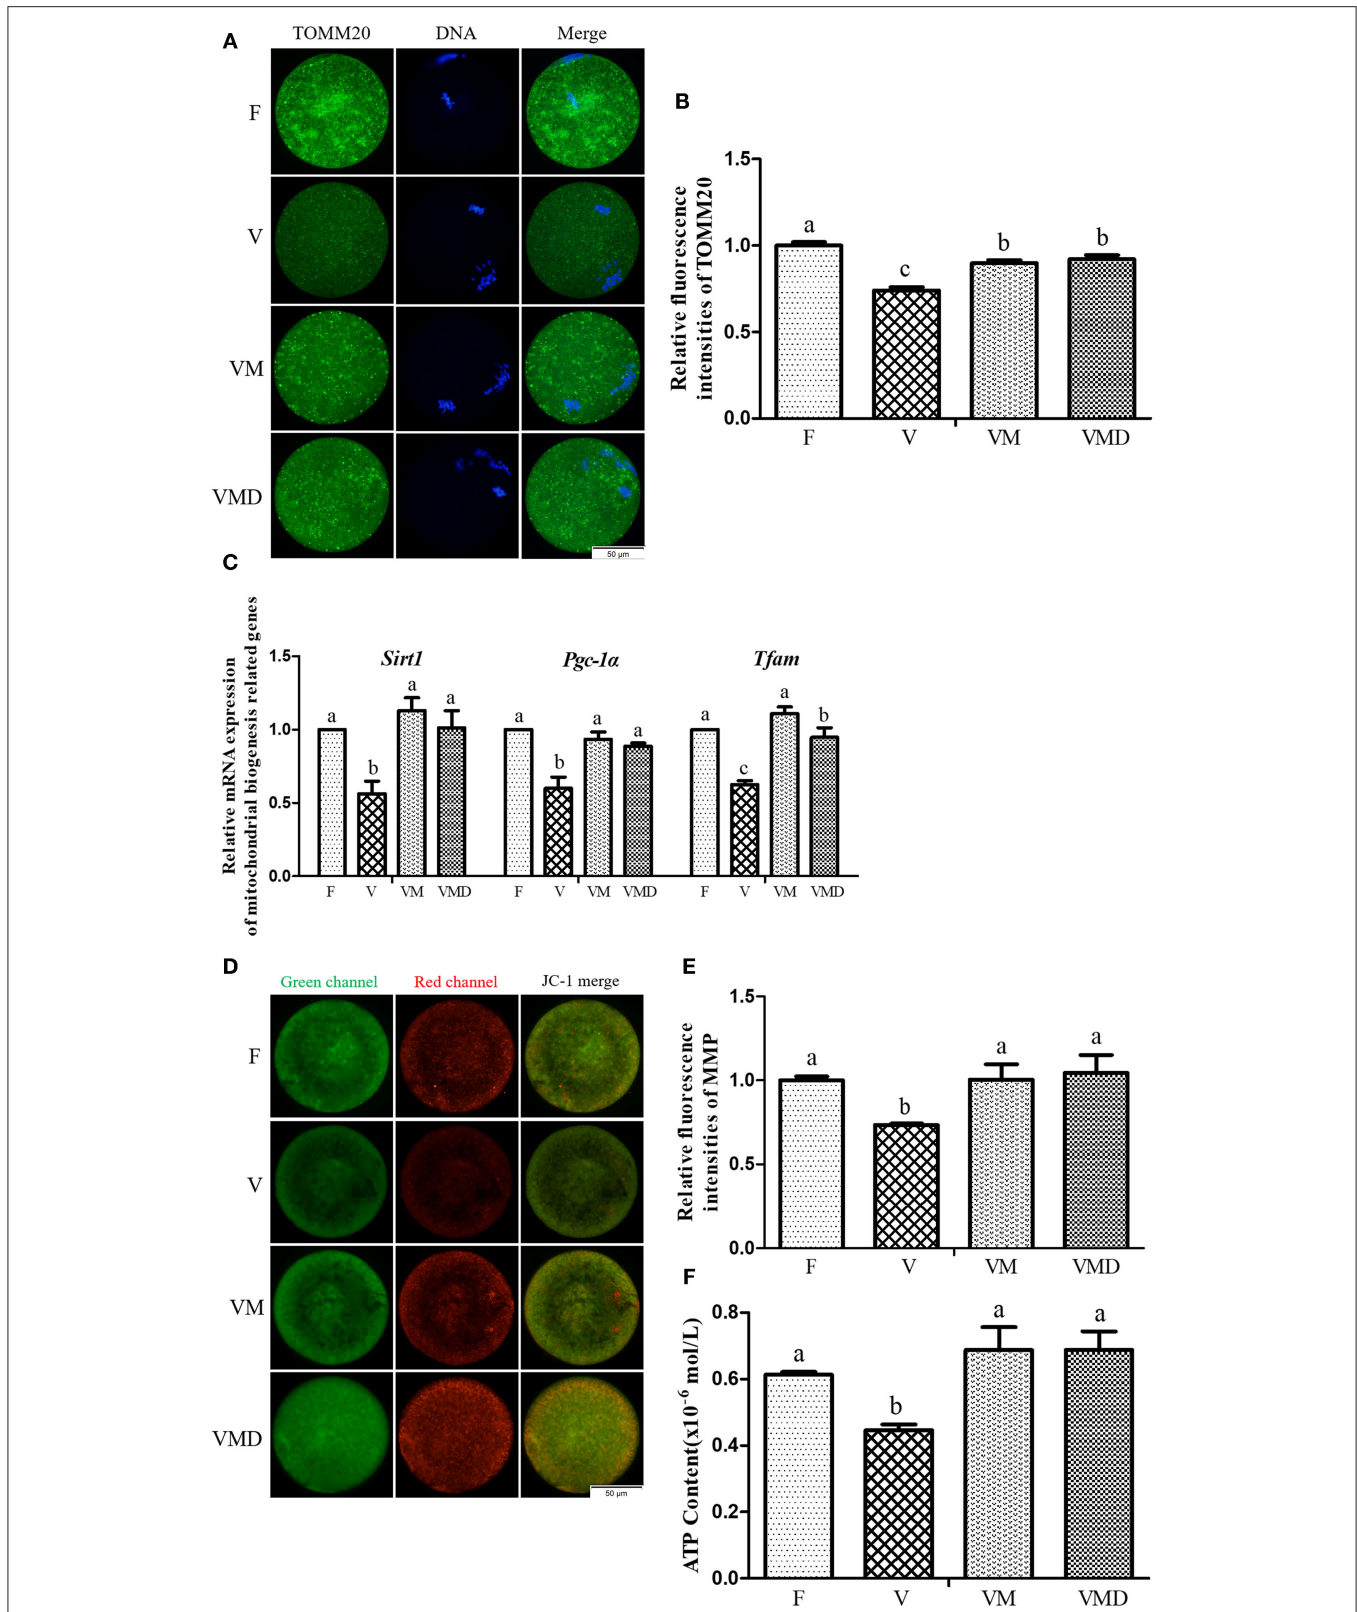 A
TOMM20 DNA Merge
F
V
VM
VMD
50 µm
B
Relative fluorescence
intensities of TOMM20
1.5
1.0
0.5
0.0
a
c
b
b
F V VM VMD
C
Relative mRNA expression
of mitochondrial biogenesis related genes
1.5
1.0
0.5
0.0
Sirt1 Pgc-1α Tfam
a b a a
a b a a
a c a b
F V VM VMD F V VM VMD F V VM VMD
D
Green channel Red channel JC-1 merge
F
V
VM
VMD
50 µm
E
Relative fluorescence
intensities of MMP
1.5
1.0
0.5
0.0
a
b
a
a
F V VM VMD
F
ATP Content(x10⁻⁶ mol/L)
0.8
0.6
0.4
0.2
0.0
a
b
a
a
F V VM VMD